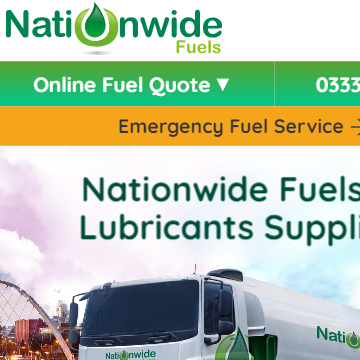 Nationwide
Fuels
Online Fuel Quote ▼
0333
Emergency Fuel Service →
Nationwide Fuels
Lubricants Suppli
Nationwide
Nati